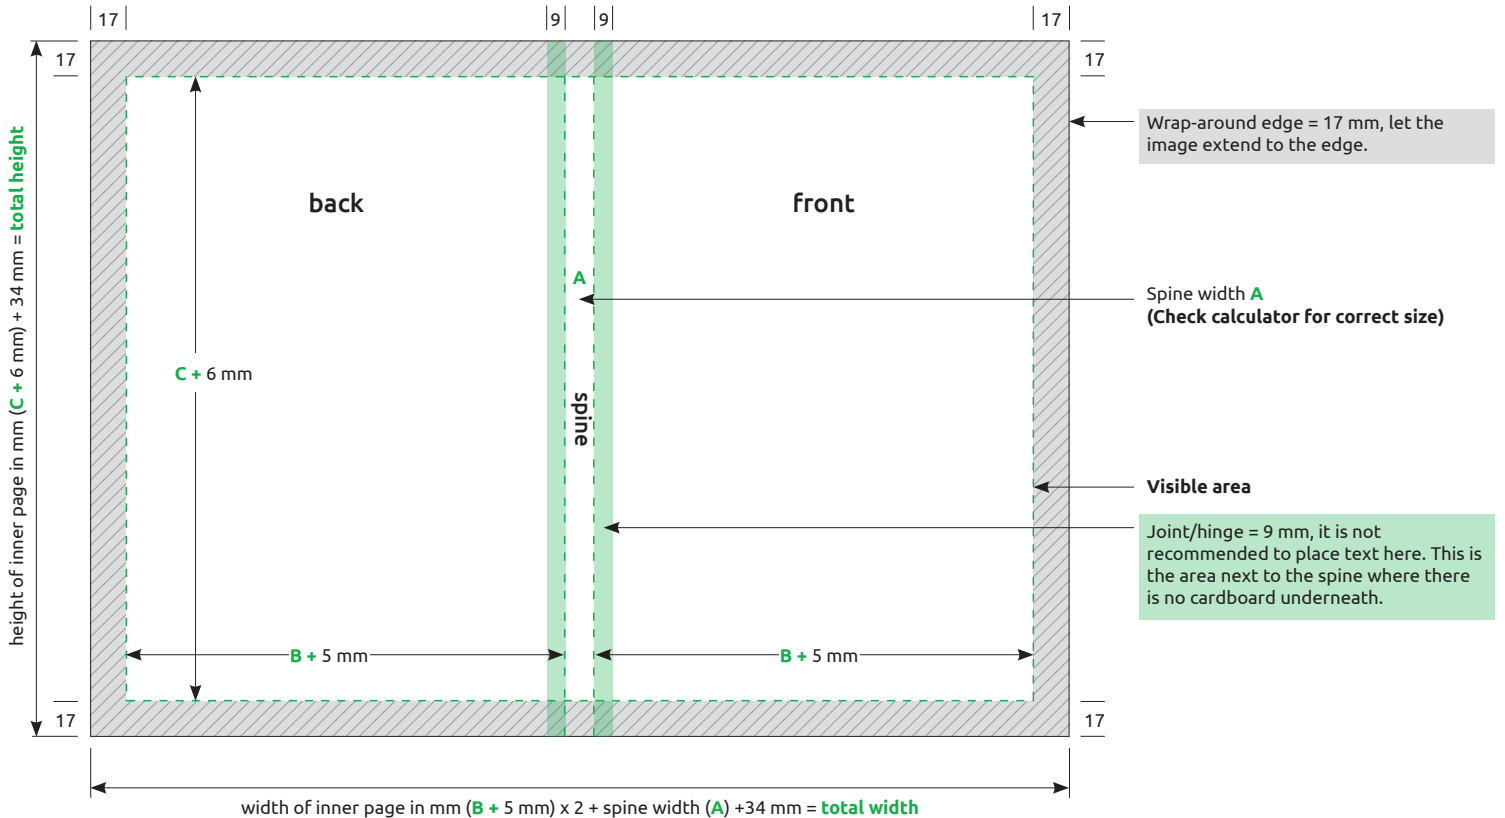 17
9
9
17
17
17
Wrap-around edge = 17 mm, let the
image extend to the edge.
back
front
height of inner page in mm (C + 6 mm) + 34 mm = total height
A
Spine width A
(Check calculator for correct size)
C + 6 mm
spine
Visible area
Joint/hinge = 9 mm, it is not
recommended to place text here. This is
the area next to the spine where there
is no cardboard underneath.
B + 5 mm
B + 5 mm
17
17
width of inner page in mm (B + 5 mm) x 2 + spine width (A) +34 mm = total width